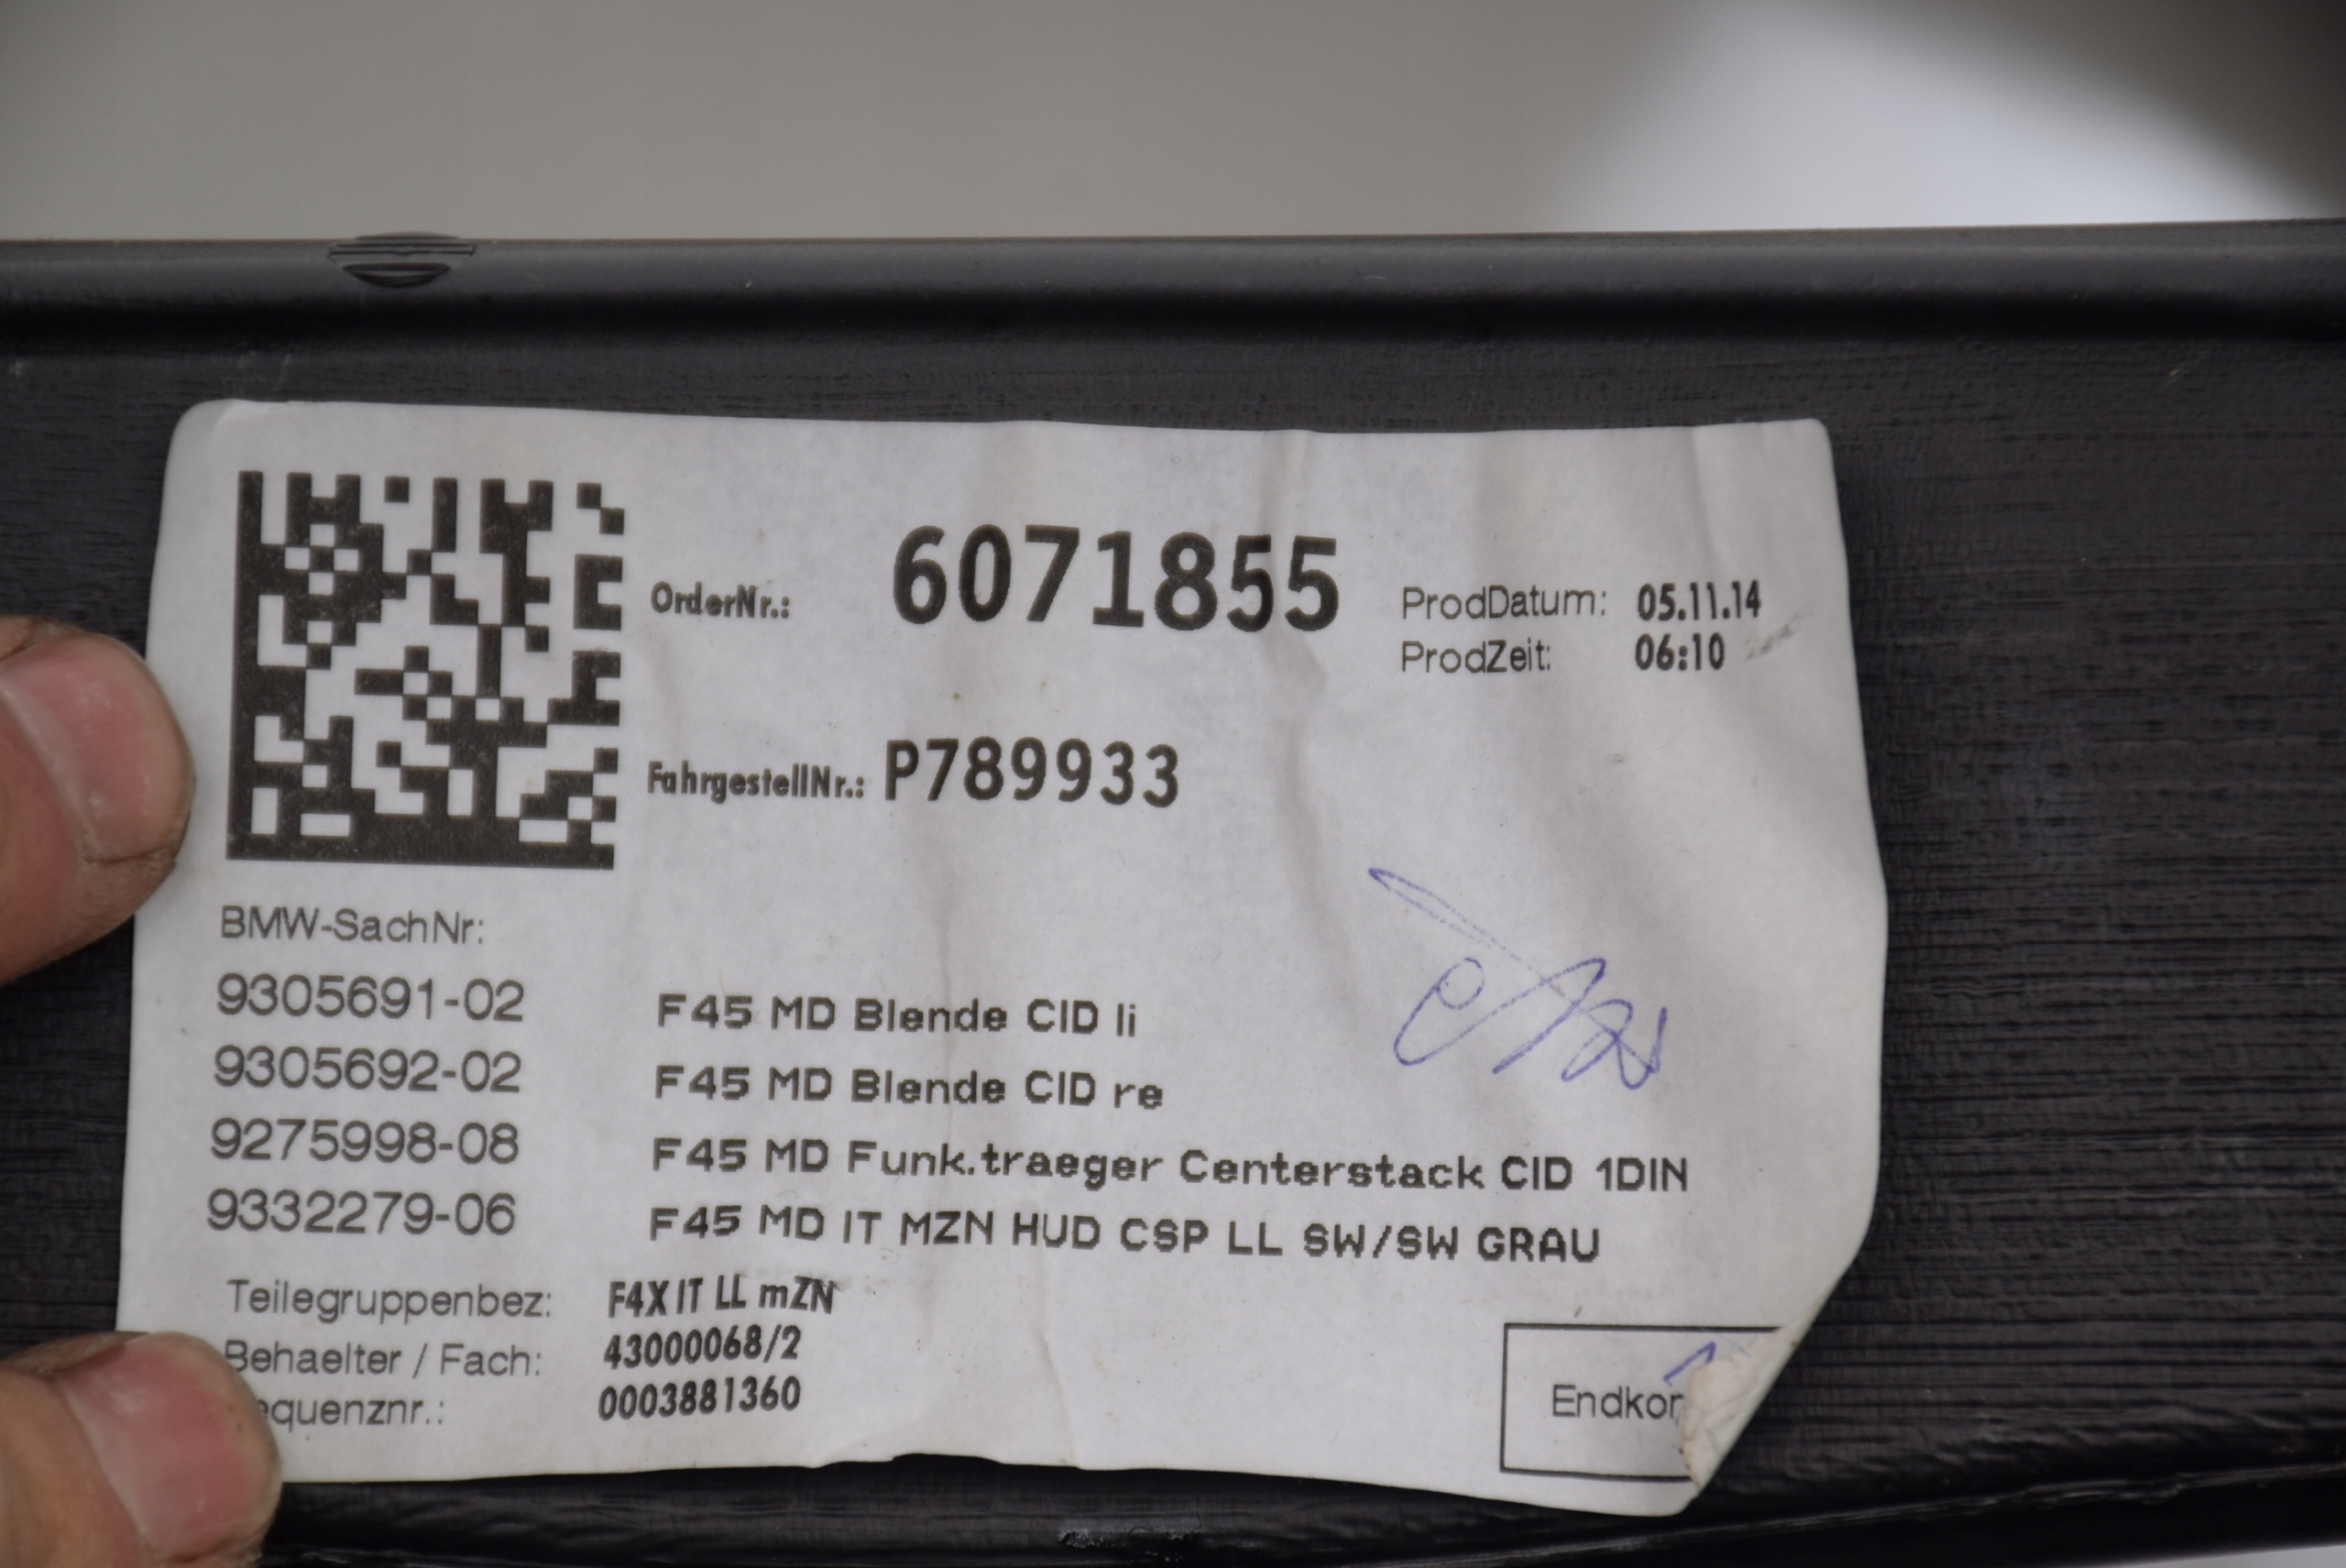 OrderNr.: 6071855
ProdDatum: 05.11.14
ProdZeit: 06:10
FahrgestellNr.: P789933
BMW-SachNr:
9305691-02 F45 MD Blende CID li
9305692-02 F45 MD Blende CID re
9275998-08 F45 MD Funk.traeger Centerstack CID 1DIN
9332279-06 F45 MD IT MZN HUD CSP LL SW/SW GRAU
Teilegruppenbez: F4X IT LL mZN
Behaelter / Fach: 43000068/2
equenznr.: 0003881360
Endkon